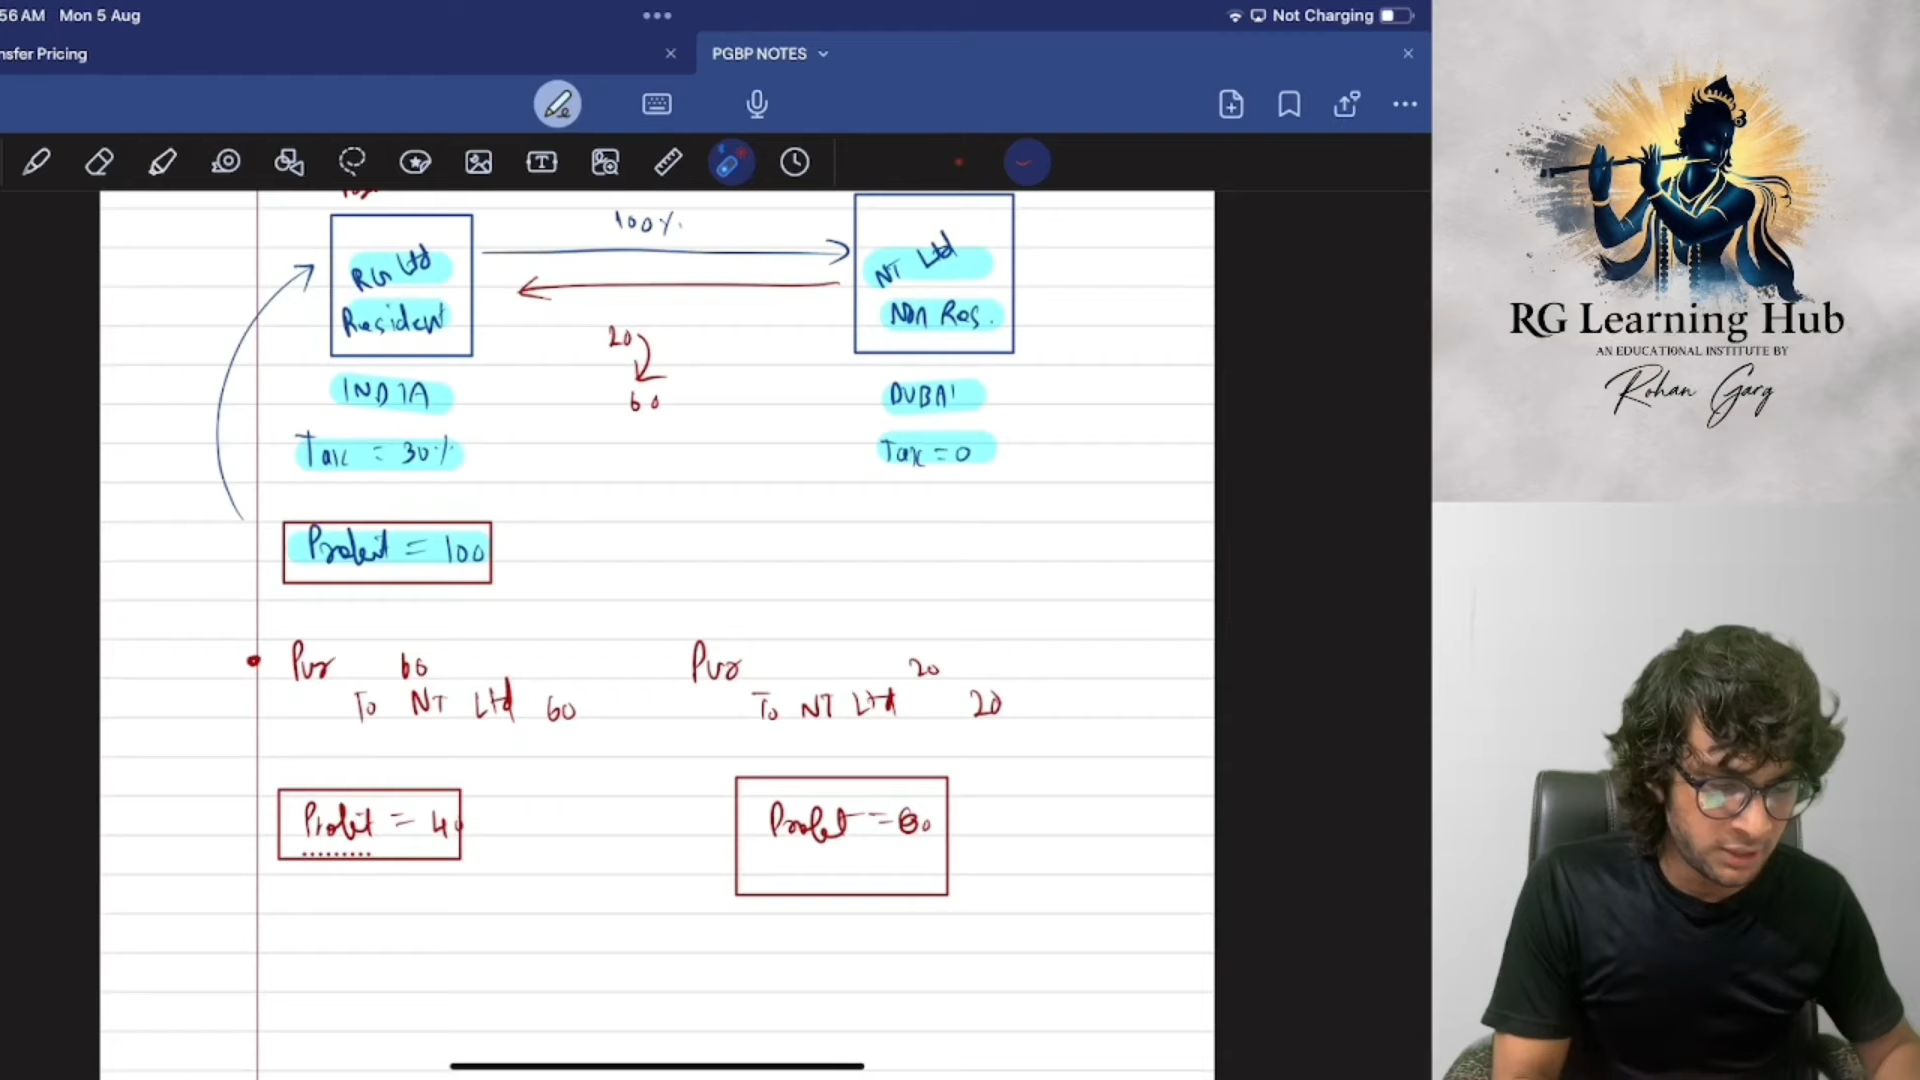 56 AM Mon 5 Aug
Not Charging
nsfer Pricing
PGBP NOTES
100%.
RG Ltd
Resident
NT Ltd
Non Res.
20
60
INDIA
DUBAI
Tax = 30%
Tax = 0
Profit = 100
Pur 60
To NT Ltd 60
Pur 20
To NT Ltd 20
Profit = 40
Profit = 80
RG Learning Hub
AN EDUCATIONAL INSTITUTE BY
Rohan Garg